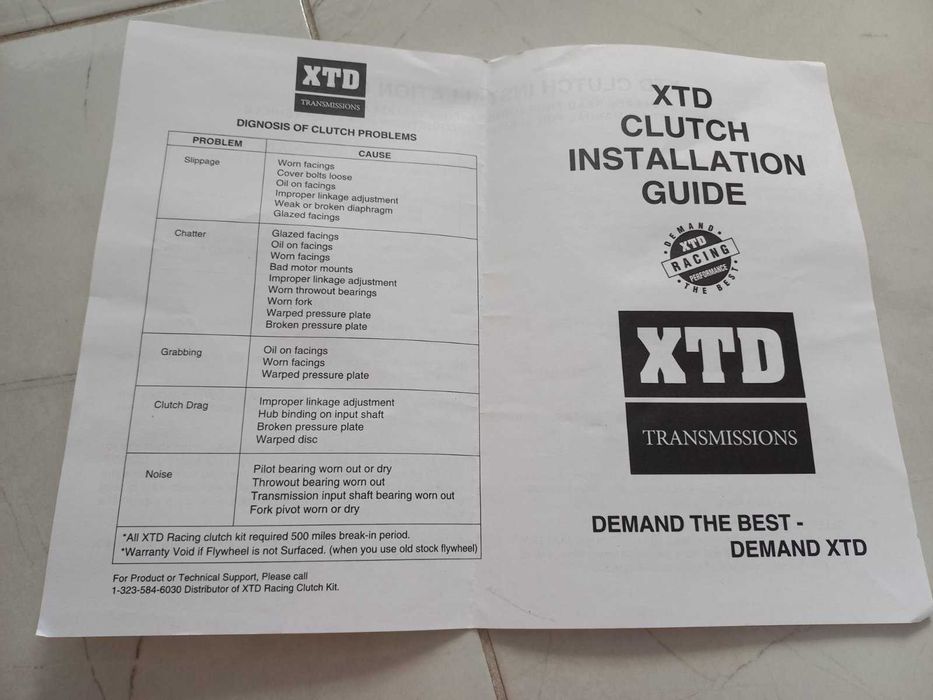 XTD
TRANSMISSIONS
DIGNOSIS OF CLUTCH PROBLEMS
PROBLEM CAUSE
Slippage Worn facings
Cover bolts loose
Oil on facings
Improper linkage adjustment
Weak or broken diaphragm
Glazed facings
Chatter Glazed facings
Oil on facings
Worn facings
Bad motor mounts
Improper linkage adjustment
Worn throwout bearings
Worn fork
Warped pressure plate
Broken pressure plate
Grabbing Oil on facings
Worn facings
Warped pressure plate
Clutch Drag Improper linkage adjustment
Hub binding on input shaft
Broken pressure plate
Warped disc
Noise Pilot bearing worn out or dry
Throwout bearing worn out
Transmission input shaft bearing worn out
Fork pivot worn or dry
*All XTD Racing clutch kit required 500 miles break-in period.
*Warranty Void if Flywheel is not Surfaced. (when you use old stock flywheel)
For Product or Technical Support, Please call
1-323-584-6030 Distributor of XTD Racing Clutch Kit.
XTD
CLUTCH
INSTALLATION
GUIDE
•DEMAND•
XTD
RACING
PERFORMANCE
•THE BEST•
XTD
TRANSMISSIONS
DEMAND THE BEST -
DEMAND XTD